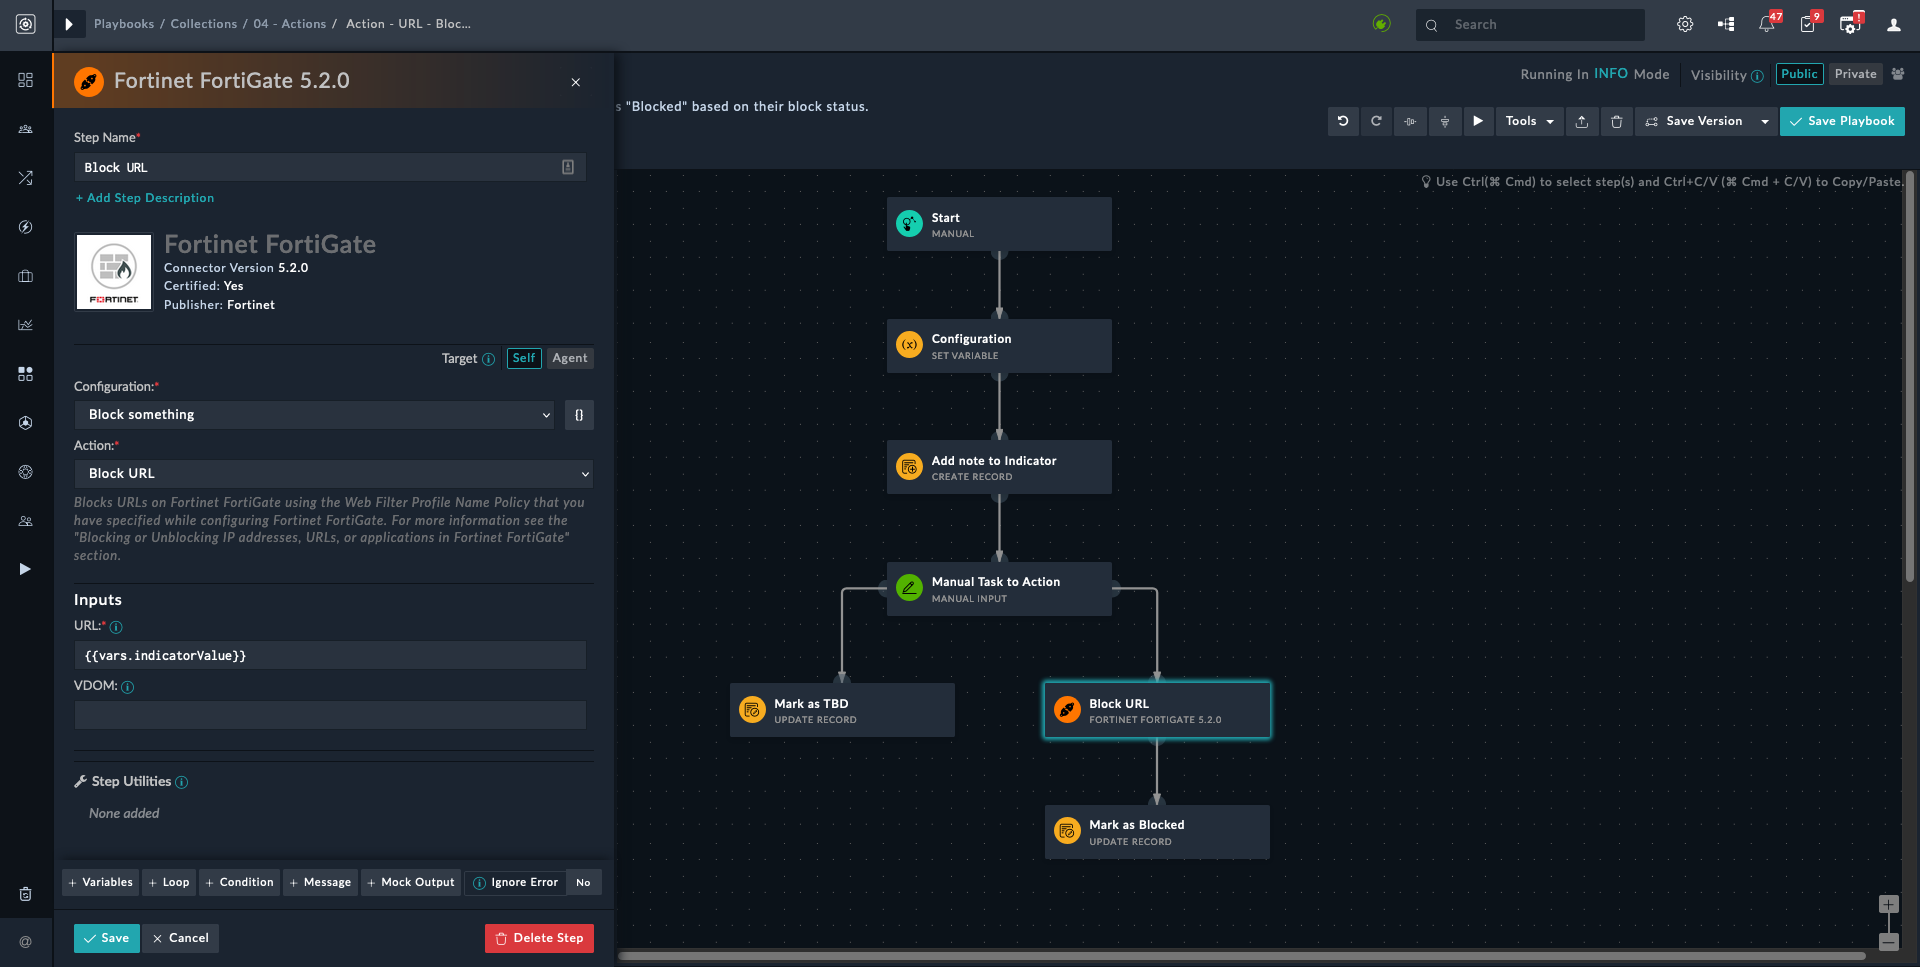 Playbooks / Collections / 04 - Actions / Action - URL - Bloc...
Search
47
9
!
Fortinet FortiGate 5.2.0
Running In INFO Mode
Visibility
Public
Private
s "Blocked" based on their block status.
Tools
Save Version
Save Playbook
Step Name*
Block URL
+ Add Step Description
Use Ctrl(⌘ Cmd) to select step(s) and Ctrl+C/V (⌘ Cmd + C/V) to Copy/Paste.
FORTINET
Fortinet FortiGate
Connector Version 5.2.0
Certified: Yes
Publisher: Fortinet
Target
Self
Agent
Configuration:*
Block something
{}
Action:*
Block URL
Blocks URLs on Fortinet FortiGate using the Web Filter Profile Name Policy that you
have specified while configuring Fortinet FortiGate. For more information see the
"Blocking or Unblocking IP addresses, URLs, or applications in Fortinet FortiGate"
section.
Inputs
URL:*
{{vars.indicatorValue}}
VDOM:
Step Utilities
None added
+ Variables
+ Loop
+ Condition
+ Message
+ Mock Output
Ignore Error
No
Save
Cancel
Delete Step
Start
MANUAL
(x)
Configuration
SET VARIABLE
Add note to Indicator
CREATE RECORD
Manual Task to Action
MANUAL INPUT
Mark as TBD
UPDATE RECORD
Block URL
FORTINET FORTIGATE 5.2.0
Mark as Blocked
UPDATE RECORD
@